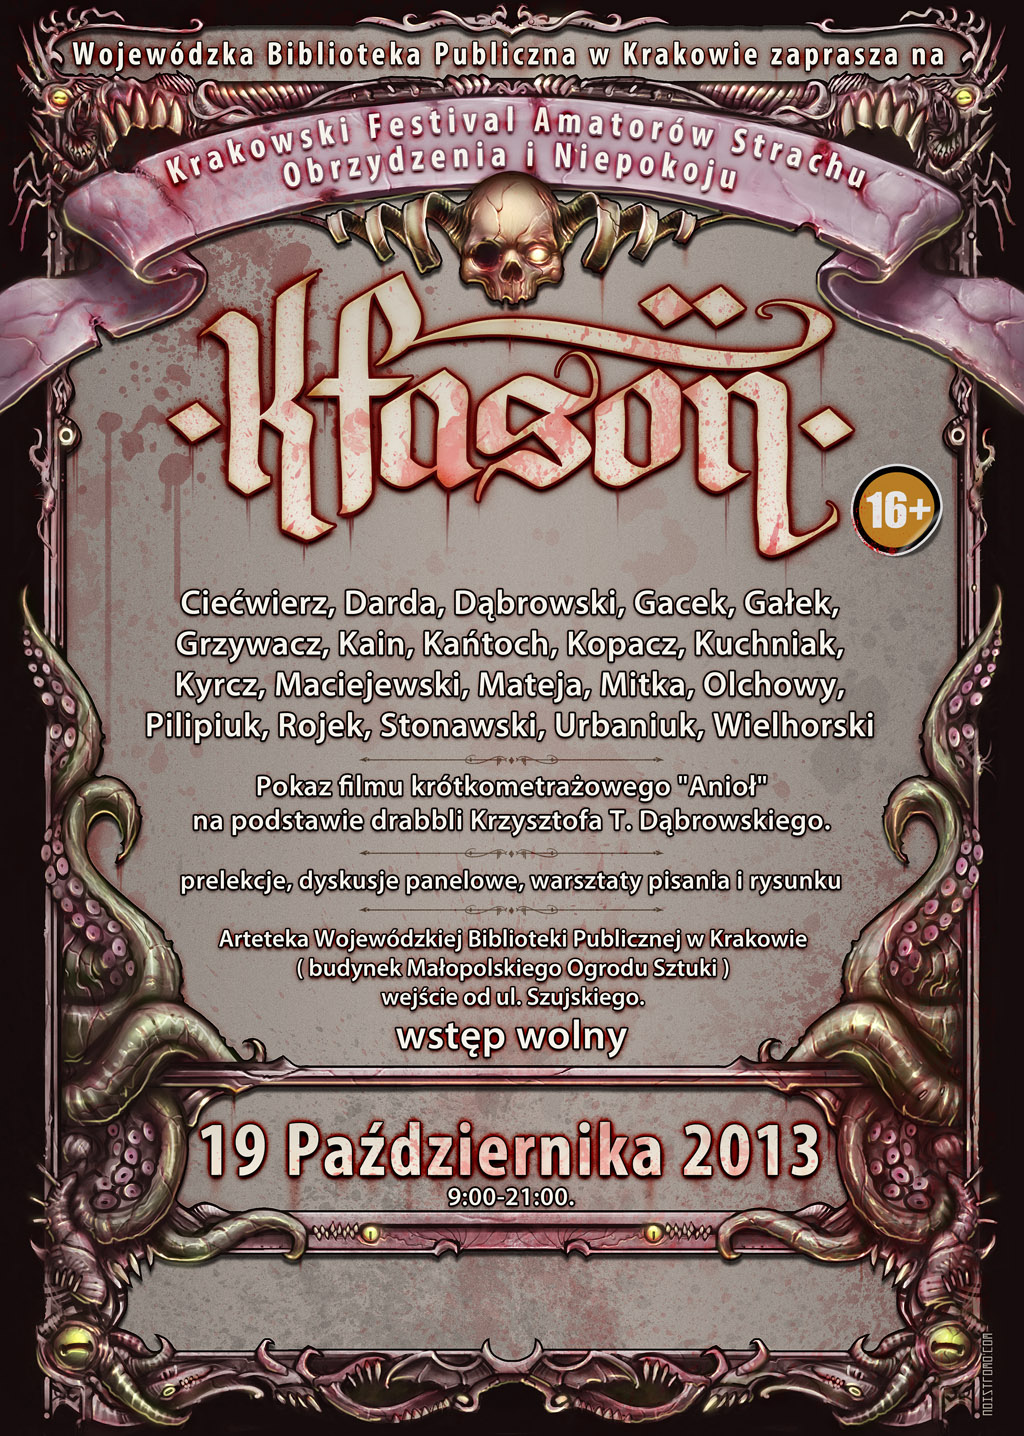 Wojewódzka Biblioteka Publiczna w Krakowie zaprasza na
Krakowski Festival Amatorów Strachu
Obrzydzenia i Niepokoju
·Kfasön·
16+
Ciećwierz, Darda, Dąbrowski, Gacek, Gałek,
Grzywacz, Kain, Kańtoch, Kopacz, Kuchniak,
Kyrcz, Maciejewski, Mateja, Mitka, Olchowy,
Pilipiuk, Rojek, Stonawski, Urbaniuk, Wielhorski
Pokaz filmu krótkometrażowego "Anioł"
na podstawie drabbli Krzysztofa T. Dąbrowskiego.
prelekcje, dyskusje panelowe, warsztaty pisania i rysunku
Arteteka Wojewódzkiej Biblioteki Publicznej w Krakowie
( budynek Małopolskiego Ogrodu Sztuki )
wejście od ul. Szujskiego.
wstęp wolny
19 Października 2013
9:00-21:00.
NOISTROMO.COM